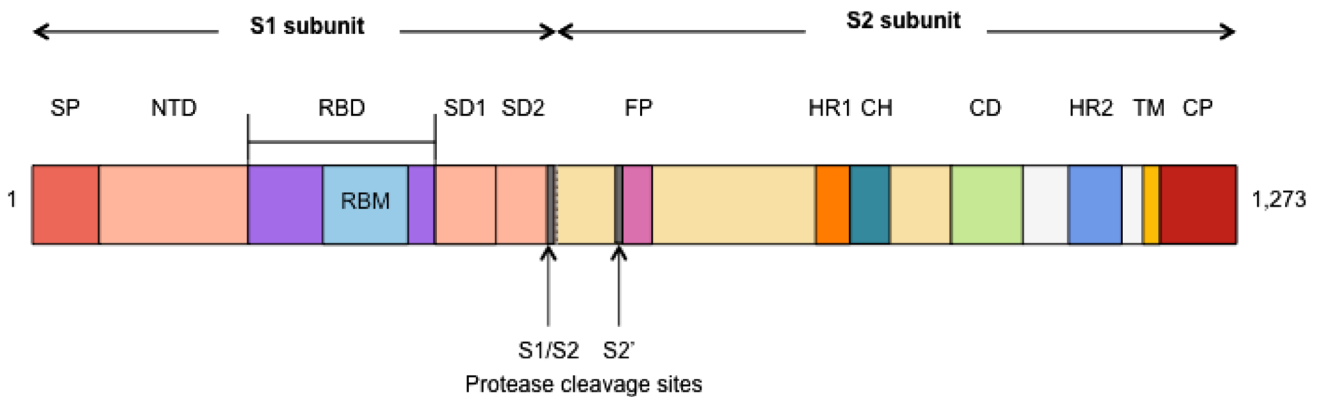 S1 subunit S2 subunit
SP NTD RBD SD1 SD2 FP HR1 CH CD HR2 TM CP
1 RBM 1,273
S1/S2 S2’
Protease cleavage sites